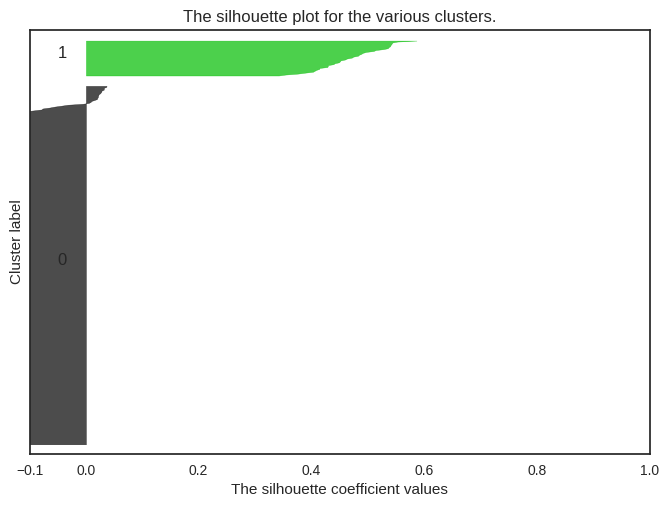 The silhouette plot for the various clusters.
1
0
Cluster label
−0.1 0.0 0.2 0.4 0.6 0.8 1.0
The silhouette coefficient values